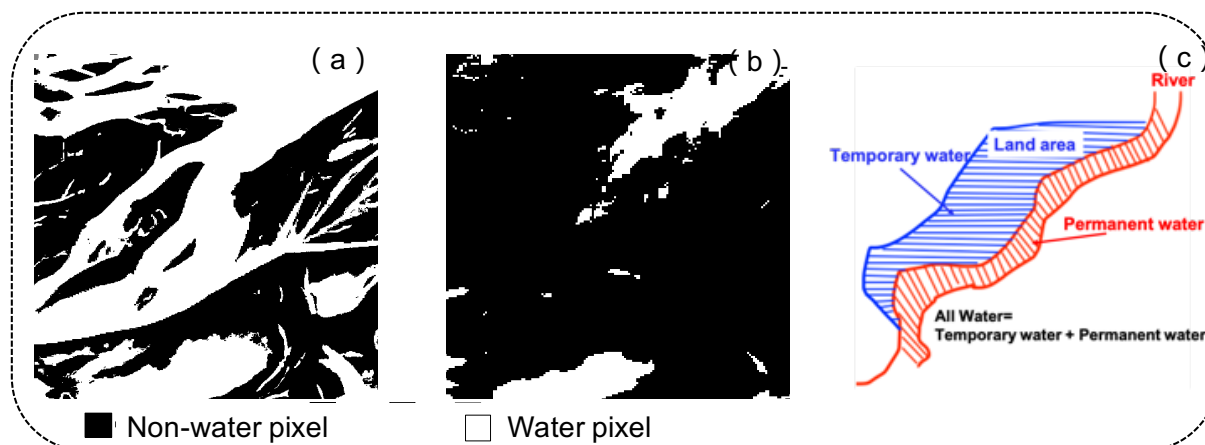 ( a )
( b )
( c )
River
Land area
Temporary water
Permanent water
All Water=
Temporary water + Permanent water
Non-water pixel
Water pixel